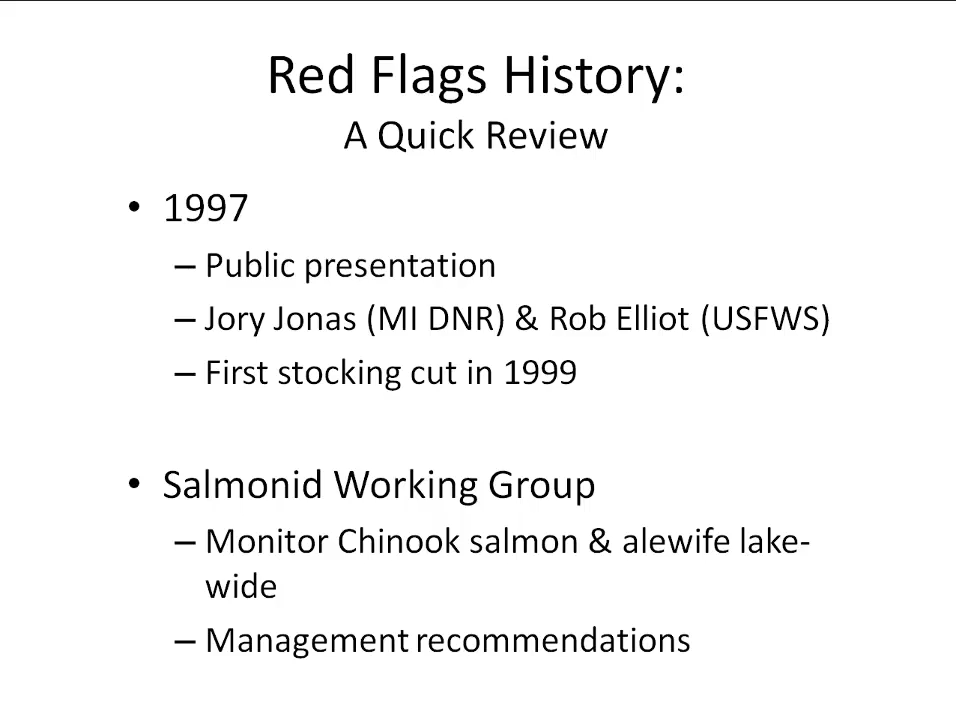 Red Flags History:
A Quick Review
• 1997
– Public presentation
– Jory Jonas (MI DNR) & Rob Elliot (USFWS)
– First stocking cut in 1999
• Salmonid Working Group
– Monitor Chinook salmon & alewife lake-
wide
– Management recommendations